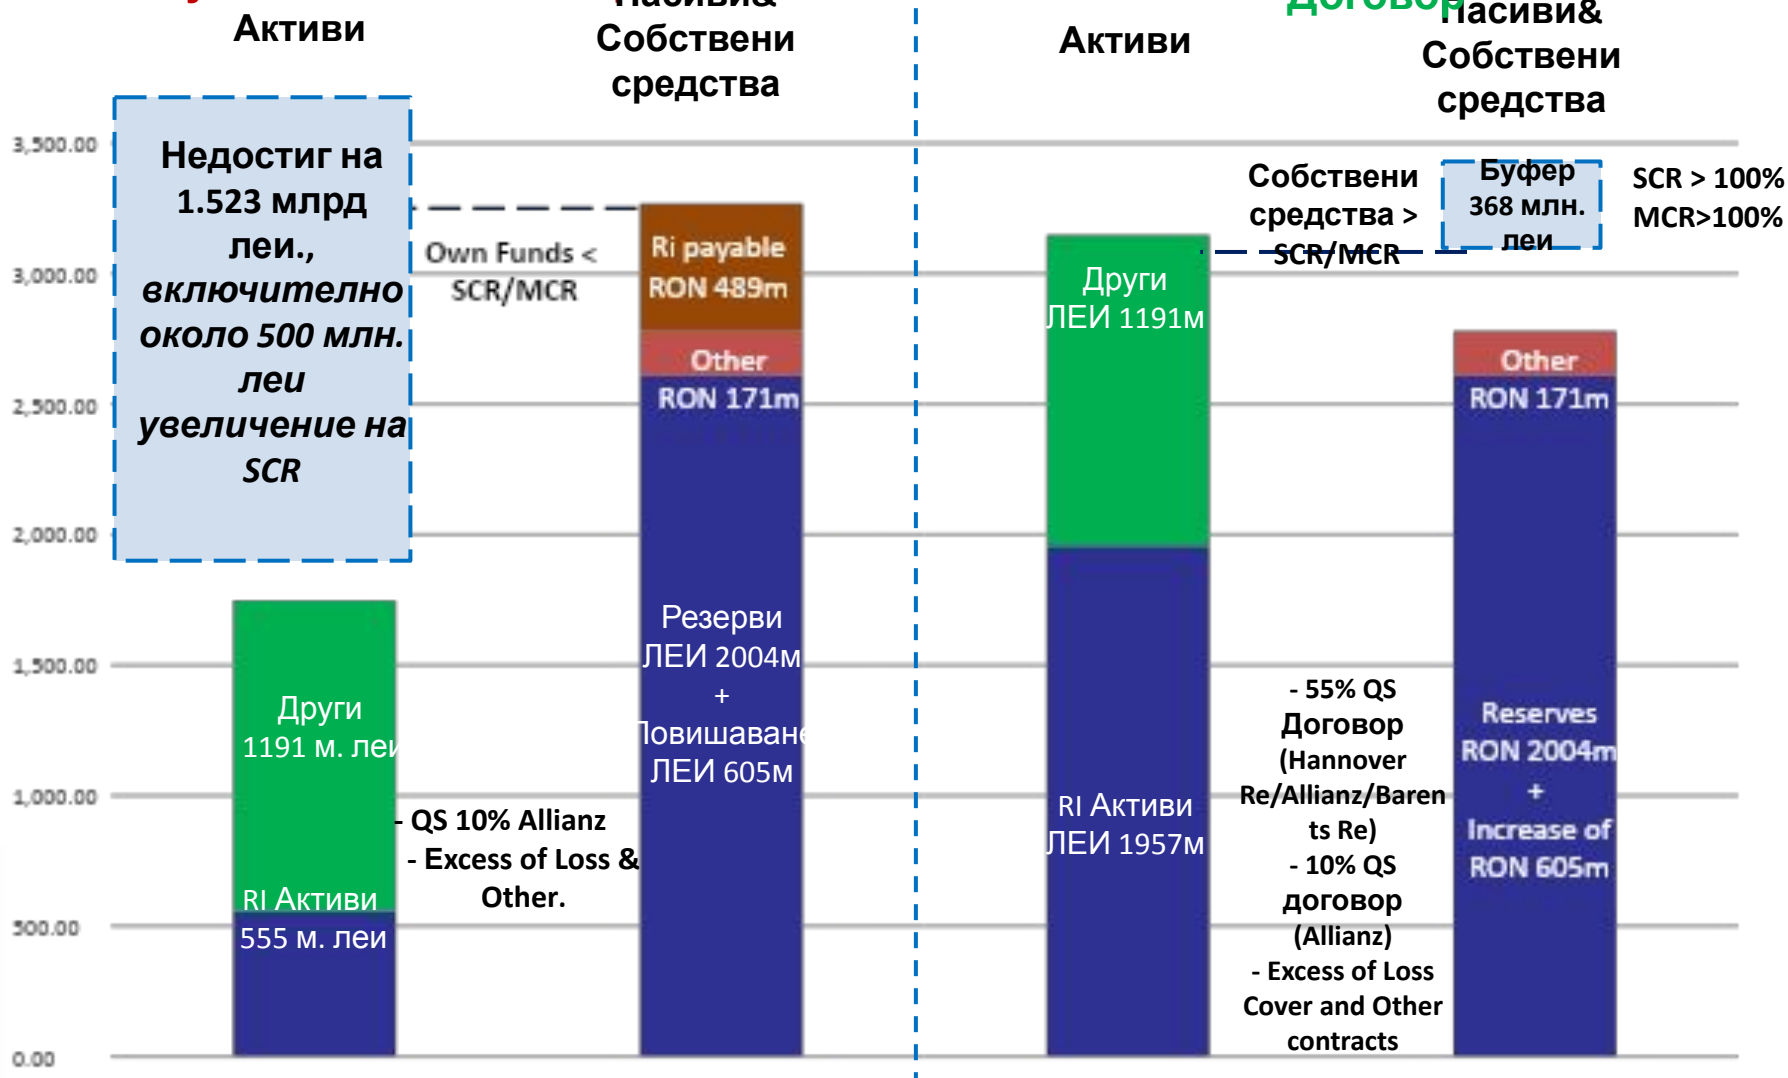 Активи
Пасиви&
Собствени
средства
Активи
Договор
Пасиви&
Собствени
средства
3,500.00
3,000.00
2,500.00
2,000.00
1,500.00
1,000.00
500.00
0.00
Недостиг на
1.523 млрд
леи.,
включително
около 500 млн.
леи
увеличение на
SCR
Own Funds <
SCR/MCR
Ri payable
RON 489m
Other
RON 171m
Резерви
ЛЕИ 2004м
+
Повишаване
ЛЕИ 605м
Други
1191 м. леи
RI Активи
555 м. леи
- QS 10% Allianz
- Excess of Loss &
Other.
Други
ЛЕИ 1191м
RI Активи
ЛЕИ 1957м
Собствени
средства >
SCR/MCR
Буфер
368 млн.
леи
SCR > 100%
MCR>100%
- 55% QS
Договор
(Hannover
Re/Allianz/Baren
ts Re)
- 10% QS
договор
(Allianz)
- Excess of Loss
Cover and Other
contracts
Other
RON 171m
Reserves
RON 2004m
+
Increase of
RON 605m